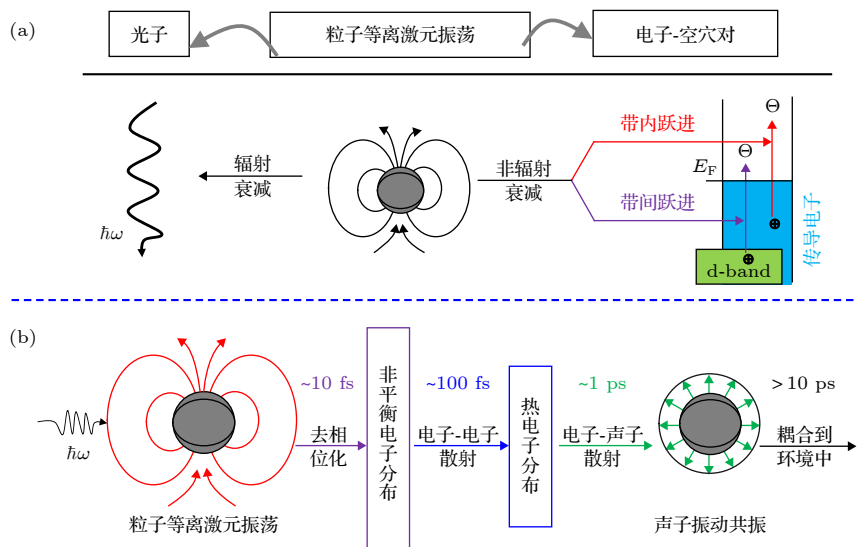 (a)
光子
粒子等离激元振荡
电子-空穴对
辐射
衰减
ℏω
非辐射
衰减
带内跃进
带间跃进
Θ
Θ
E_F
⊕
⊕
d-band
传导电子
(b)
ℏω
粒子等离激元振荡
~10 fs
去相
位化
非平衡电子分布
~100 fs
电子-电子
散射
热电子分布
~1 ps
电子-声子
散射
声子振动共振
>10 ps
耦合到
环境中